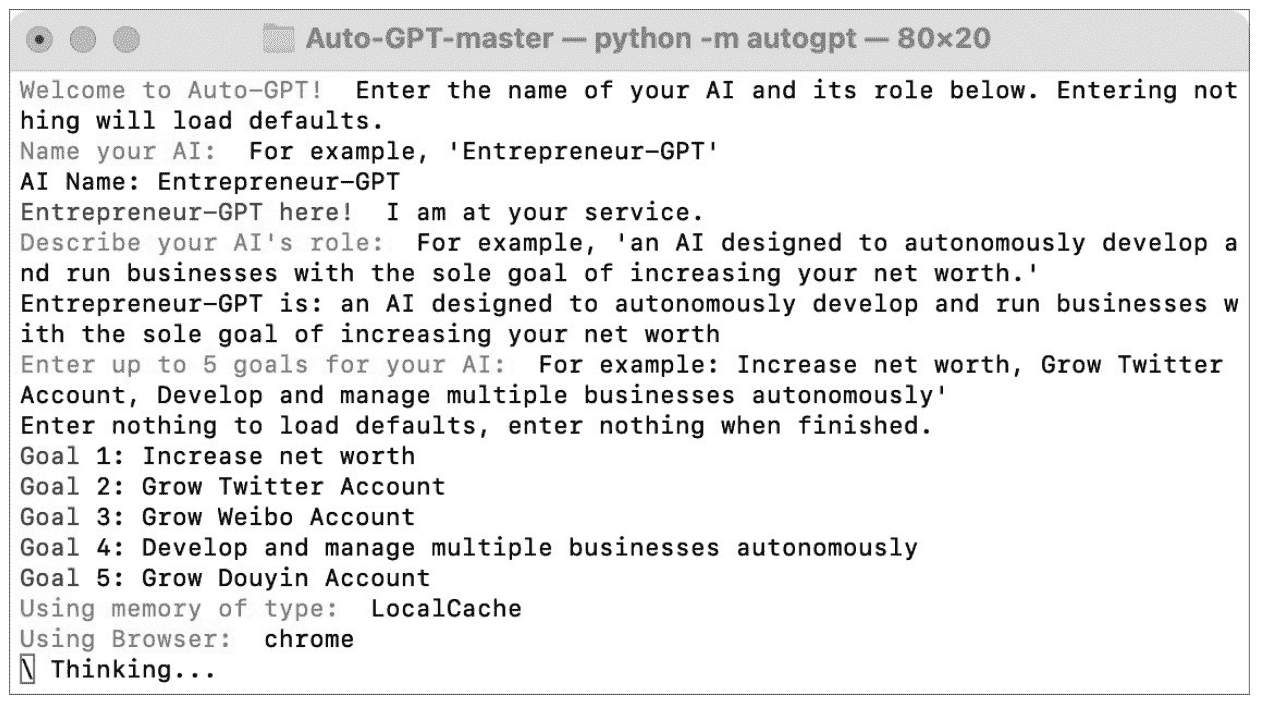 Auto-GPT-master — python -m autogpt — 80×20
Welcome to Auto-GPT!  Enter the name of your AI and its role below. Entering not
hing will load defaults.
Name your AI:  For example, 'Entrepreneur-GPT'
AI Name: Entrepreneur-GPT
Entrepreneur-GPT here!  I am at your service.
Describe your AI's role:  For example, 'an AI designed to autonomously develop a
nd run businesses with the sole goal of increasing your net worth.'
Entrepreneur-GPT is: an AI designed to autonomously develop and run businesses w
ith the sole goal of increasing your net worth
Enter up to 5 goals for your AI:  For example: Increase net worth, Grow Twitter
Account, Develop and manage multiple businesses autonomously'
Enter nothing to load defaults, enter nothing when finished.
Goal 1: Increase net worth
Goal 2: Grow Twitter Account
Goal 3: Grow Weibo Account
Goal 4: Develop and manage multiple businesses autonomously
Goal 5: Grow Douyin Account
Using memory of type:  LocalCache
Using Browser:  chrome
\ Thinking...